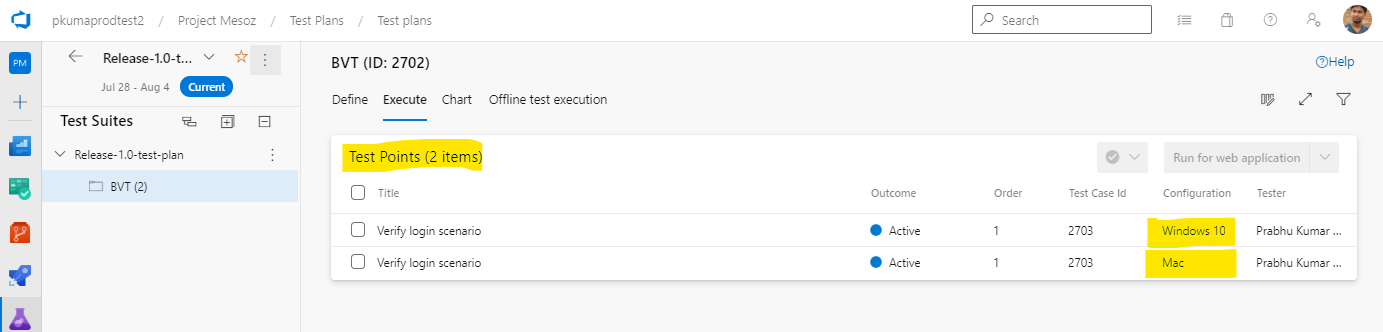 pkumaprodtest2 / Project Mesoz / Test Plans / Test plans
Search
PM
Release-1.0-t...
Jul 28 - Aug 4 Current
Test Suites
Release-1.0-test-plan
BVT (2)
BVT (ID: 2702)
Help
Define Execute Chart Offline test execution
Test Points (2 items)
Run for web application
Title Outcome Order Test Case Id Configuration Tester
Verify login scenario Active 1 2703 Windows 10 Prabhu Kumar ...
Verify login scenario Active 1 2703 Mac Prabhu Kumar ...